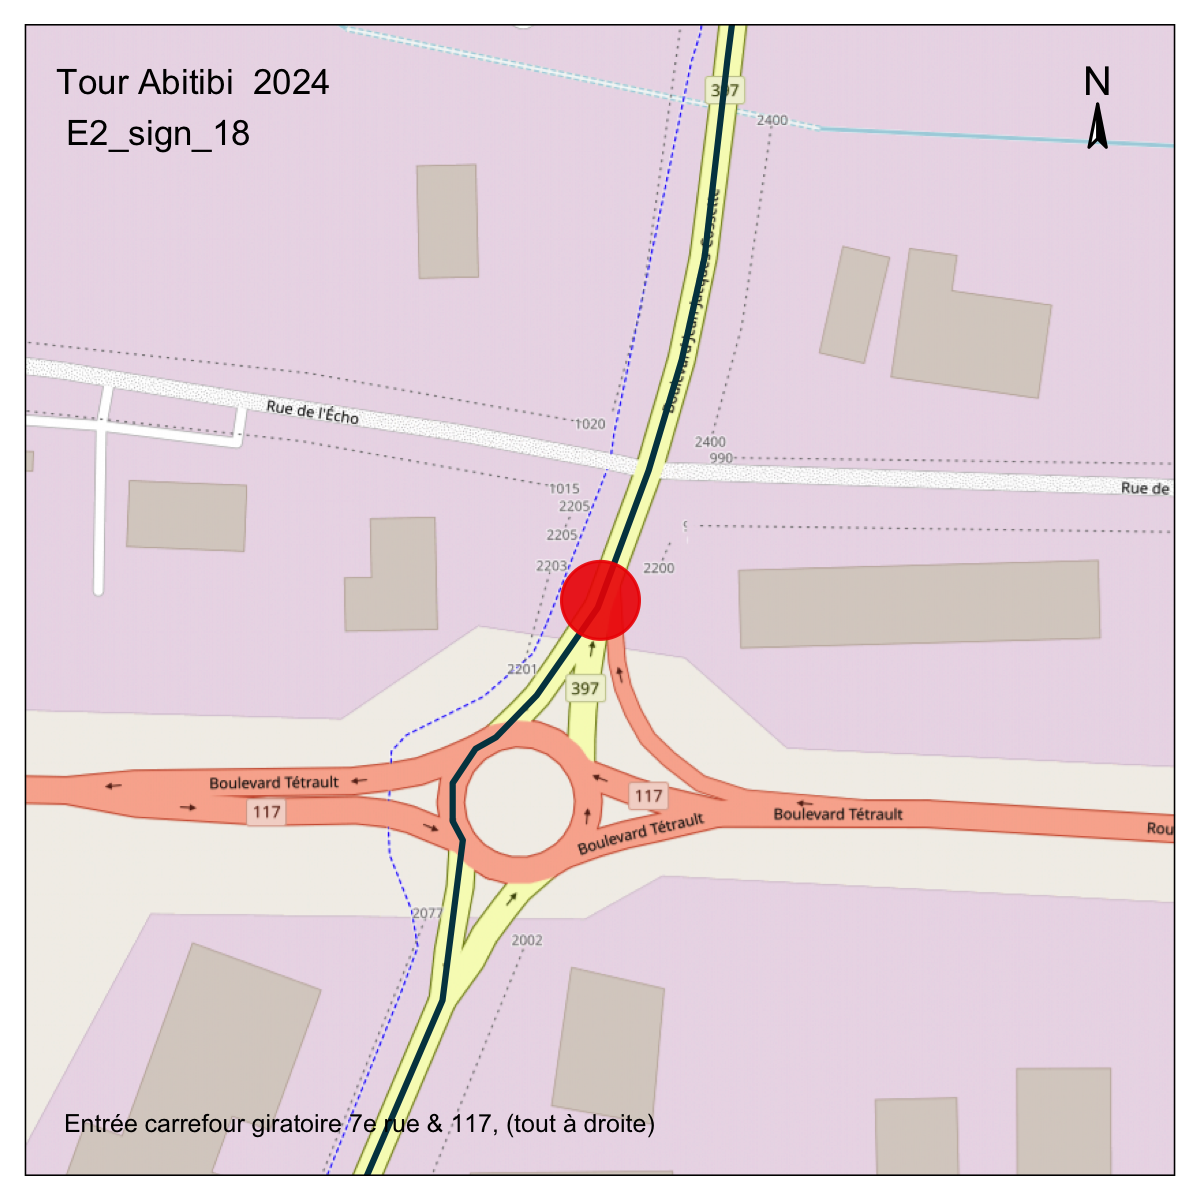 Tour Abitibi  2024
N
E2_sign_18
397
2400
Boulevard Jean-Jacques-Cossette
Rue de l'Écho
1020
2400
990
Rue de
1015
2205
2205
2203
2200
2201
397
Boulevard Tétrault
117
117
Boulevard Tétrault
Boulevard Tétrault
Rou
2077
2002
Entrée carrefour giratoire 7e rue & 117, (tout à droite)